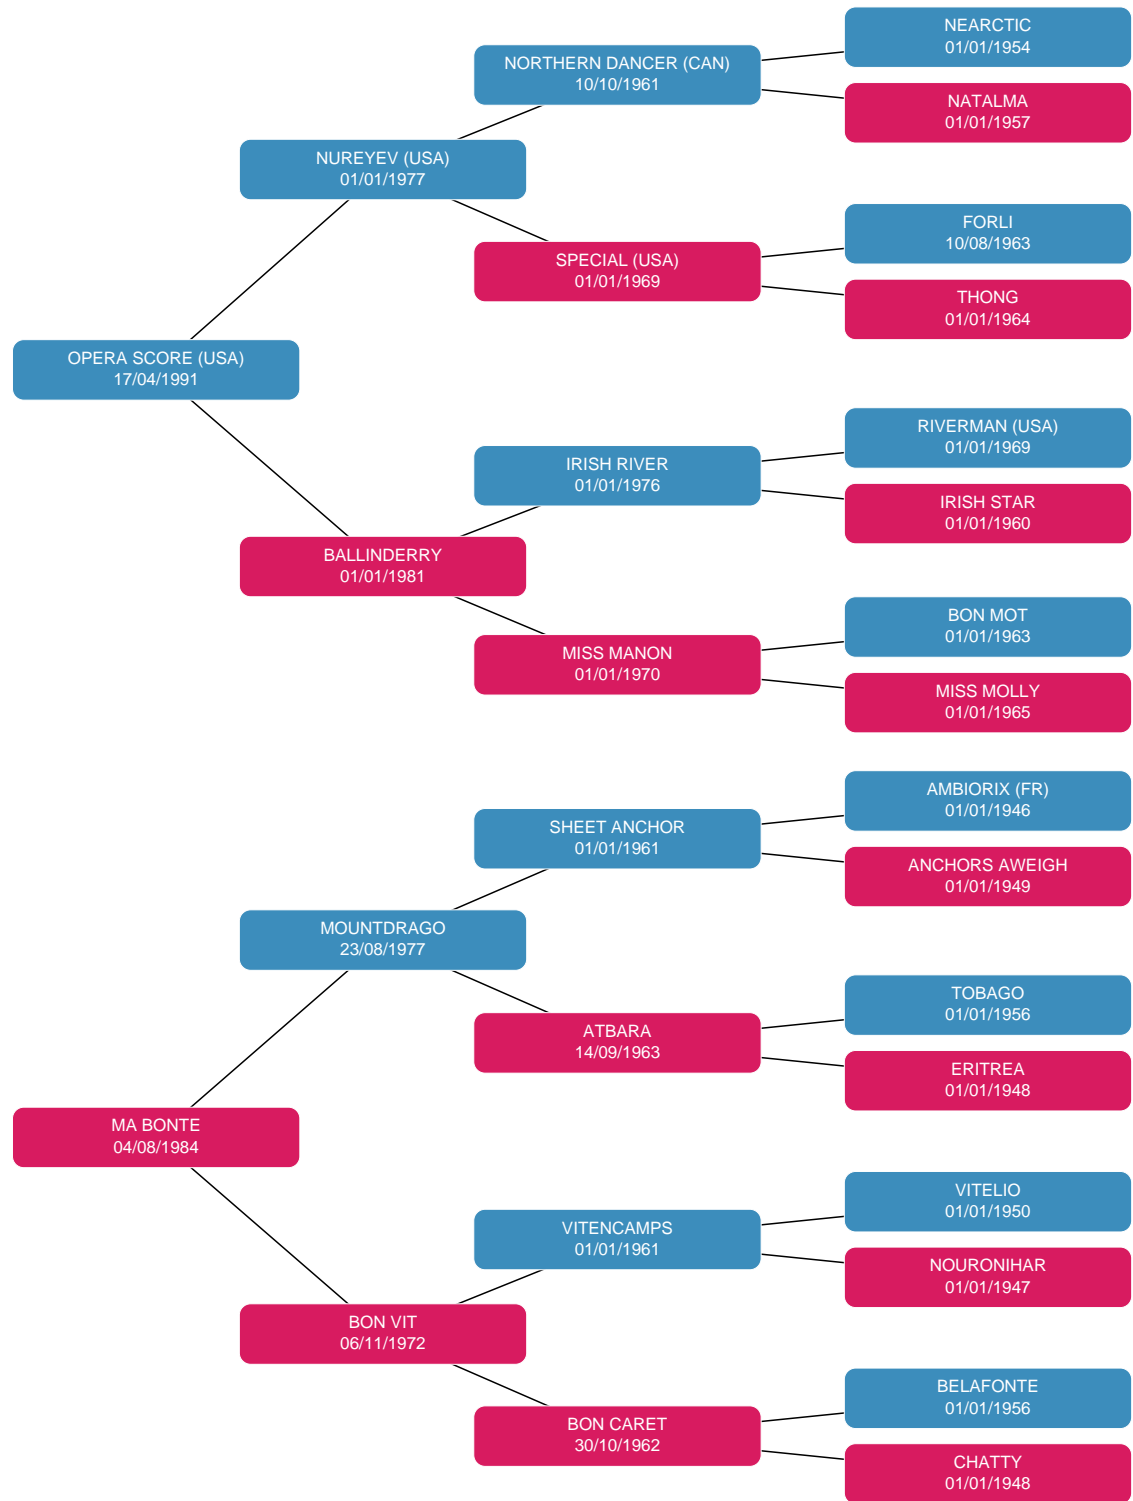 NEARCTIC
01/01/1954
NORTHERN DANCER (CAN)
10/10/1961
NATALMA
01/01/1957
NUREYEV (USA)
01/01/1977
FORLI
10/08/1963
SPECIAL (USA)
01/01/1969
THONG
01/01/1964
OPERA SCORE (USA)
17/04/1991
RIVERMAN (USA)
01/01/1969
IRISH RIVER
01/01/1976
IRISH STAR
01/01/1960
BALLINDERRY
01/01/1981
BON MOT
01/01/1963
MISS MANON
01/01/1970
MISS MOLLY
01/01/1965
AMBIORIX (FR)
01/01/1946
SHEET ANCHOR
01/01/1961
ANCHORS AWEIGH
01/01/1949
MOUNTDRAGO
23/08/1977
TOBAGO
01/01/1956
ATBARA
14/09/1963
ERITREA
01/01/1948
MA BONTE
04/08/1984
VITELIO
01/01/1950
VITENCAMPS
01/01/1961
NOURONIHAR
01/01/1947
BON VIT
06/11/1972
BELAFONTE
01/01/1956
BON CARET
30/10/1962
CHATTY
01/01/1948